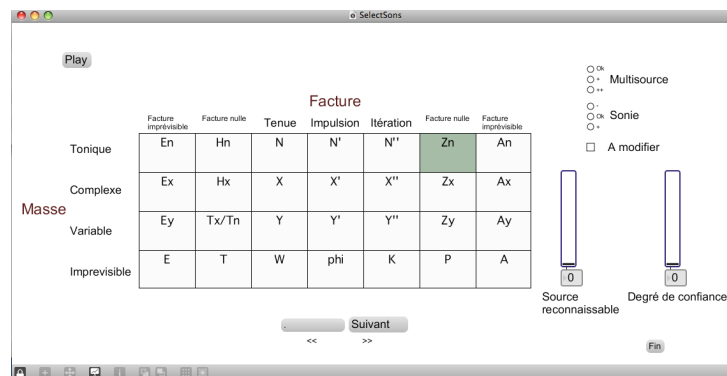 SelectSons
Play
Ok
+
++
Multisource
-
Ok
+
Sonie
A modifier
Facture
Facture imprévisible
Facture nulle
Tenue
Impulsion
Itération
Facture nulle
Facture imprévisible
Masse
Tonique En Hn N N' N'' Zn An
Complexe Ex Hx X X' X'' Zx Ax
Variable Ey Tx/Tn Y Y' Y'' Zy Ay
Imprevisible E T W phi K P A
0
0
Source
reconnaissable
Degré de confiance
. Suivant
<< >>
Fin